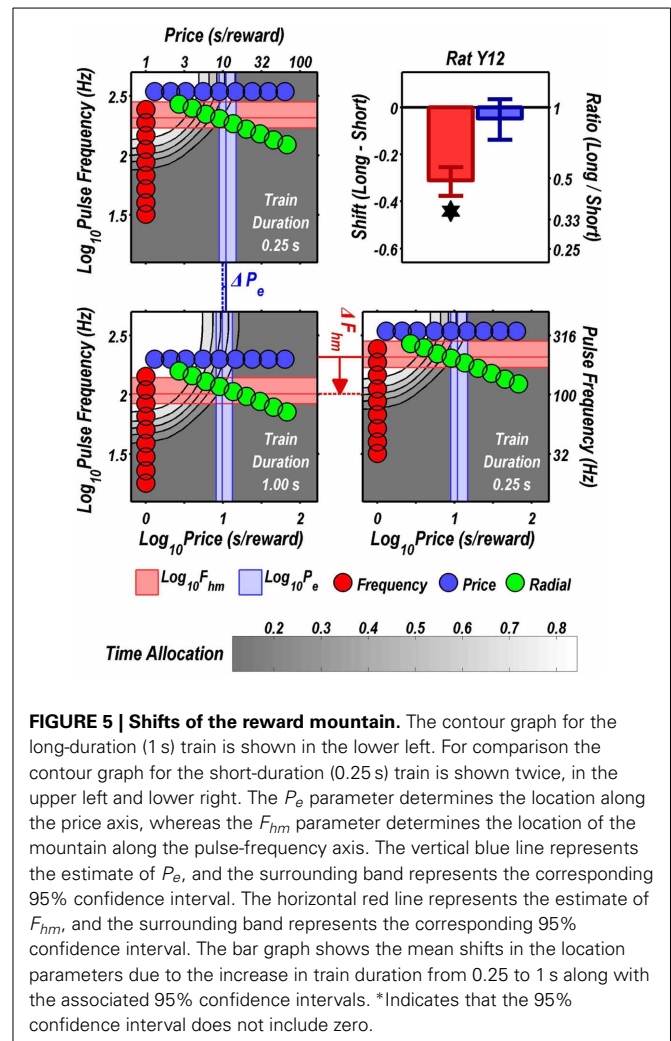 Price (s/reward)
1 3 10 32 100
Log10Pulse Frequency (Hz)
2.5
2
1.5
Train
Duration
0.25 s
Rat Y12
Shift (Long - Short)
0
-0.2
-0.4
-0.6
Ratio (Long / Short)
1
0.5
0.33
0.25
Δ Pe
Δ Fhm
Log10Pulse Frequency (Hz)
2.5
2
1.5
Train
Duration
1.00 s
0 1 2
Log10Price (s/reward)
Train
Duration
0.25 s
0 1 2
Log10Price (s/reward)
316
100
32
Pulse Frequency (Hz)
Log10Fhm Log10Pe Frequency Price Radial
0.2 0.3 0.4 0.5 0.6 0.7 0.8
Time Allocation
FIGURE 5 | Shifts of the reward mountain. The contour graph for the
long-duration (1 s) train is shown in the lower left. For comparison the
contour graph for the short-duration (0.25 s) train is shown twice, in the
upper left and lower right. The Pe parameter determines the location along
the price axis, whereas the Fhm parameter determines the location of the
mountain along the pulse-frequency axis. The vertical blue line represents
the estimate of Pe, and the surrounding band represents the corresponding
95% confidence interval. The horizontal red line represents the estimate of
Fhm, and the surrounding band represents the corresponding 95%
confidence interval. The bar graph shows the mean shifts in the location
parameters due to the increase in train duration from 0.25 to 1 s along with
the associated 95% confidence intervals. *Indicates that the 95%
confidence interval does not include zero.